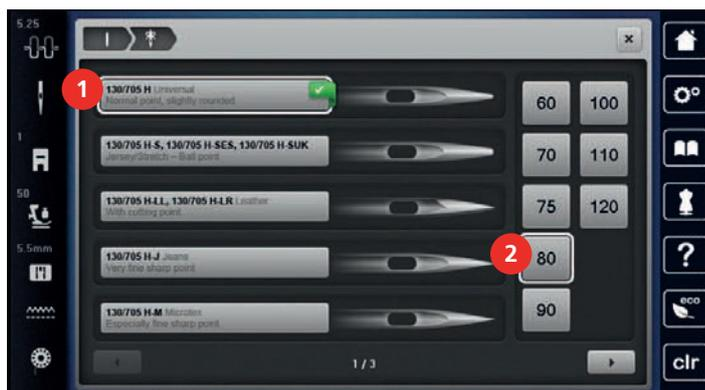 5.25
1
50
5.5mm
×
1
130/705 H Universal
Normal point, slightly rounded
130/705 H-S, 130/705 H-SES, 130/705 H-SUK
Jersey/Stretch – Ball point
130/705 H-LL, 130/705 H-LR Leather
With cutting point
130/705 H-J Jeans
Very fine sharp point
130/705 H-M Microtex
Especially fine sharp point
1 / 3
60 100
70 110
75 120
2
80
90
?
eco
clr